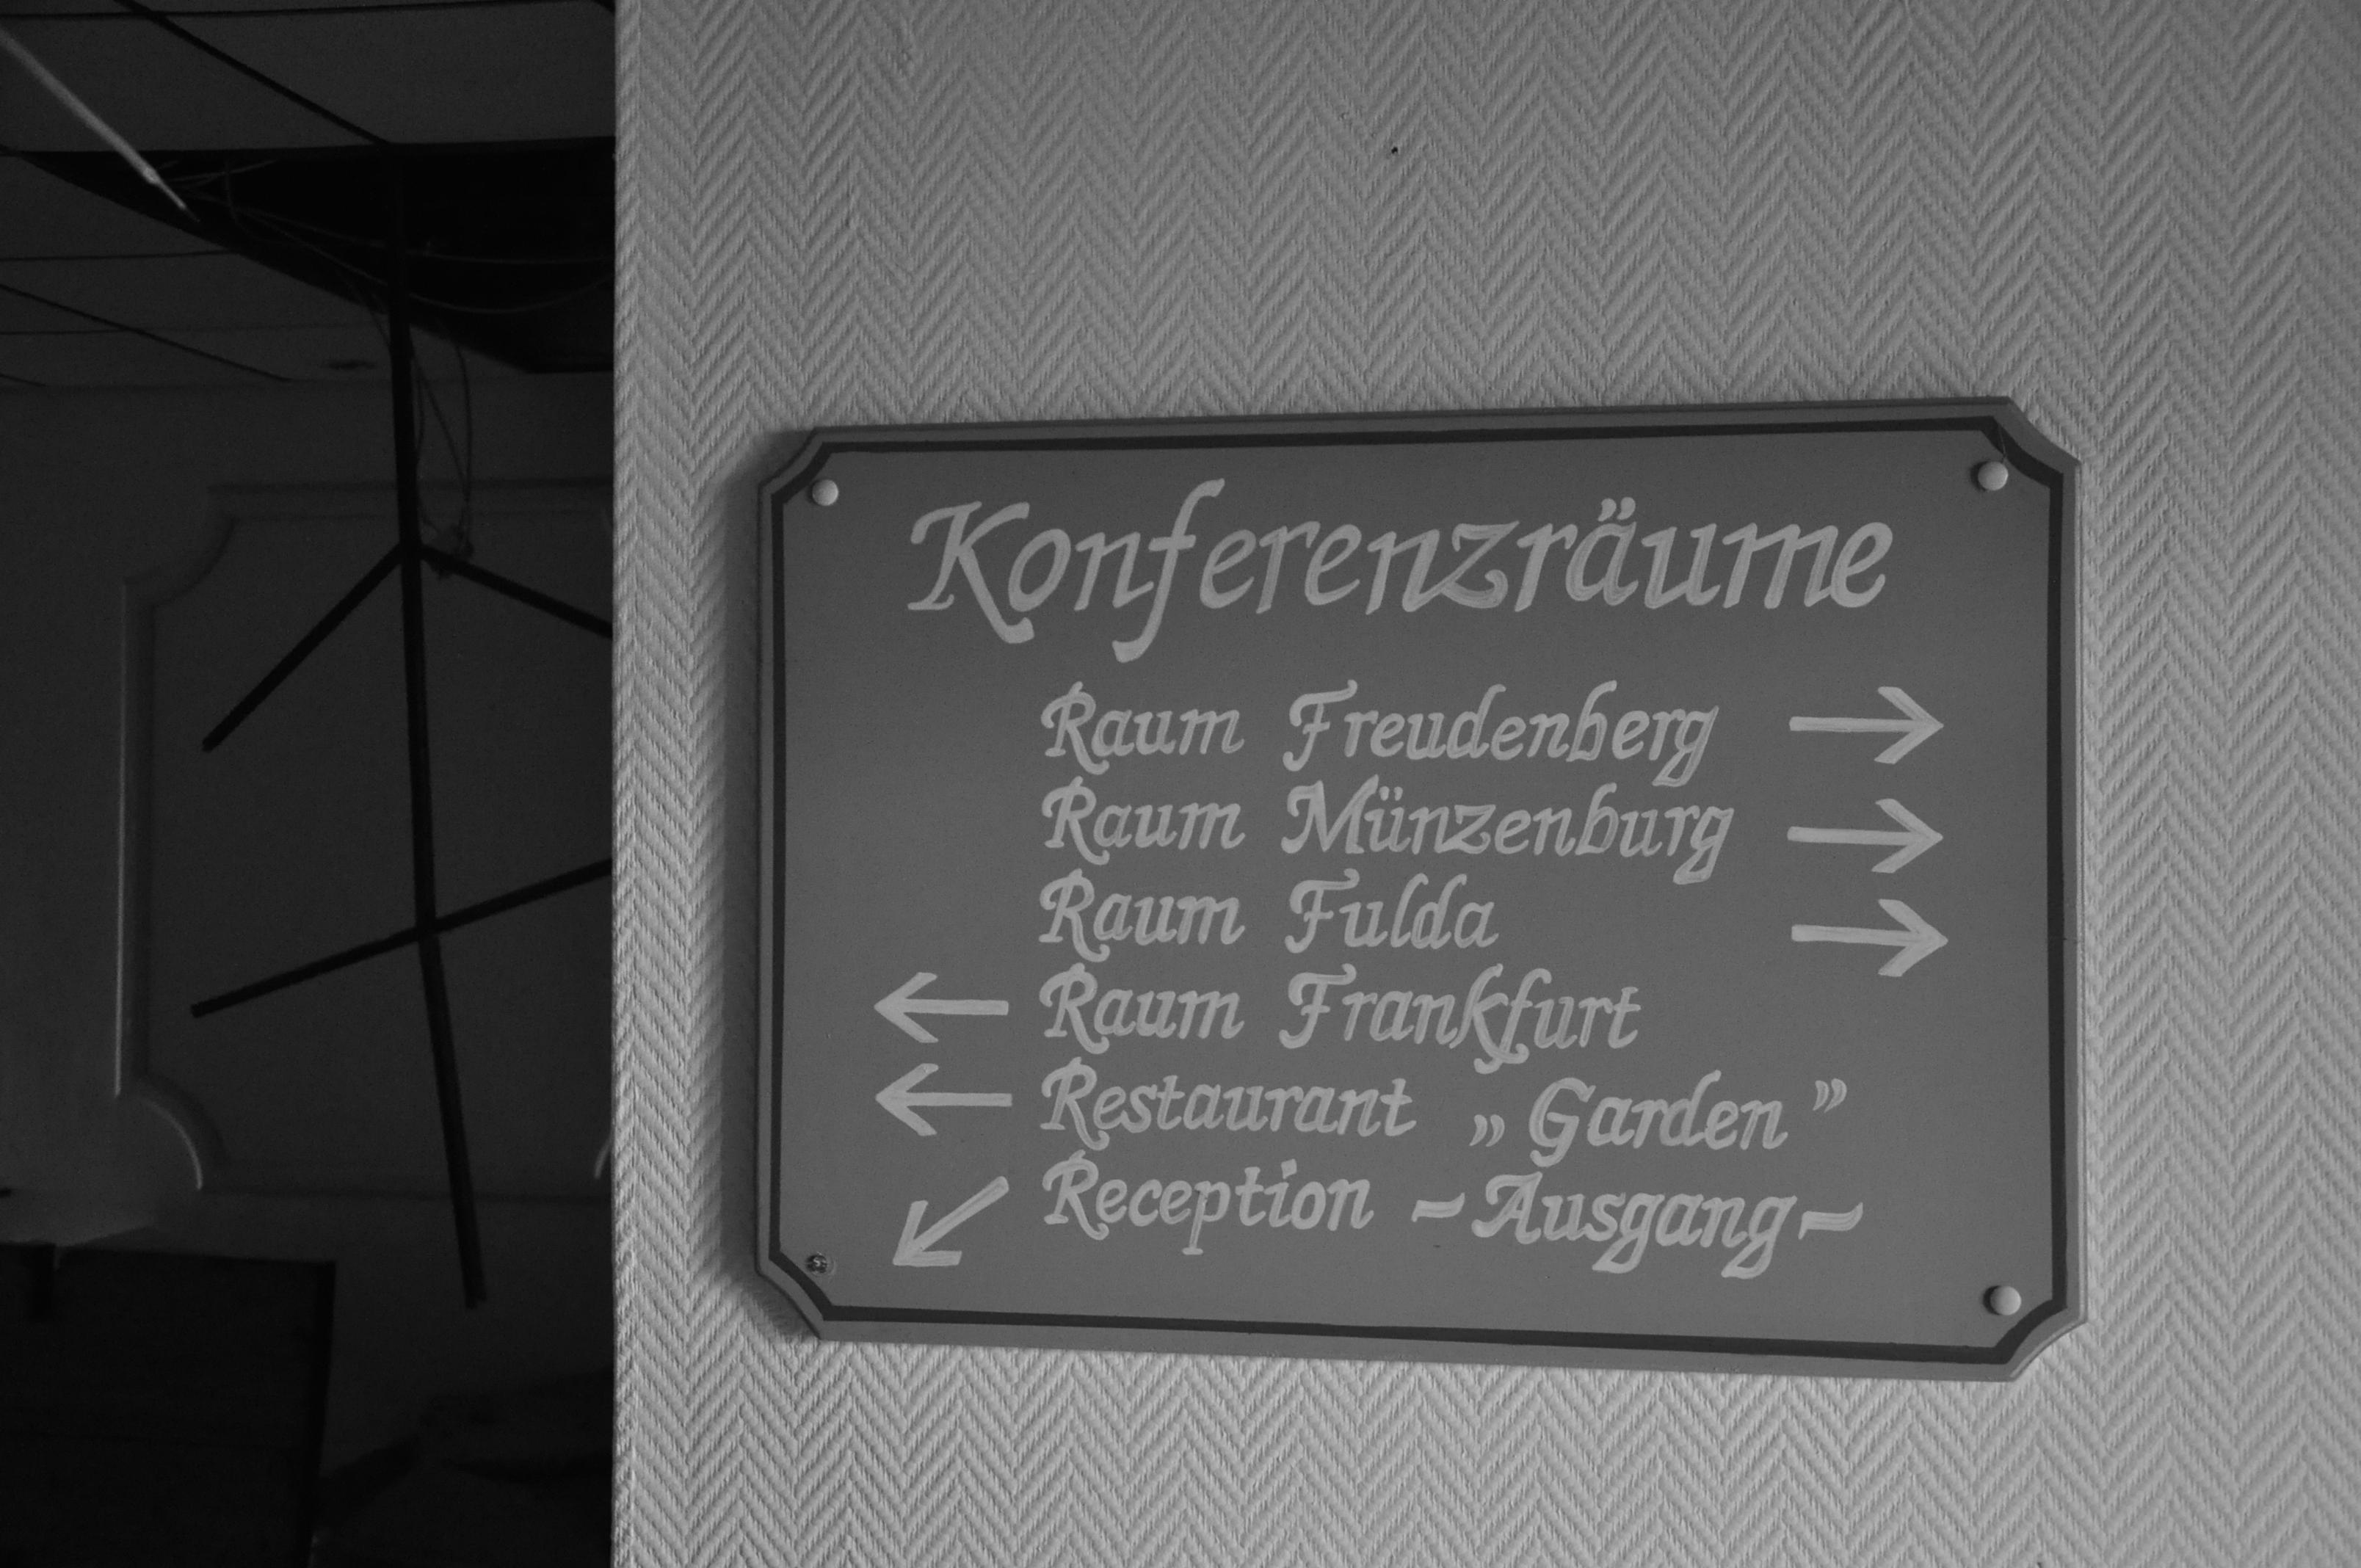 Konferenzräume
Raum Freudenberg →
Raum Münzenburg →
Raum Fulda →
← Raum Frankfurt
← Restaurant „Garden”
↙ Reception - Ausgang -